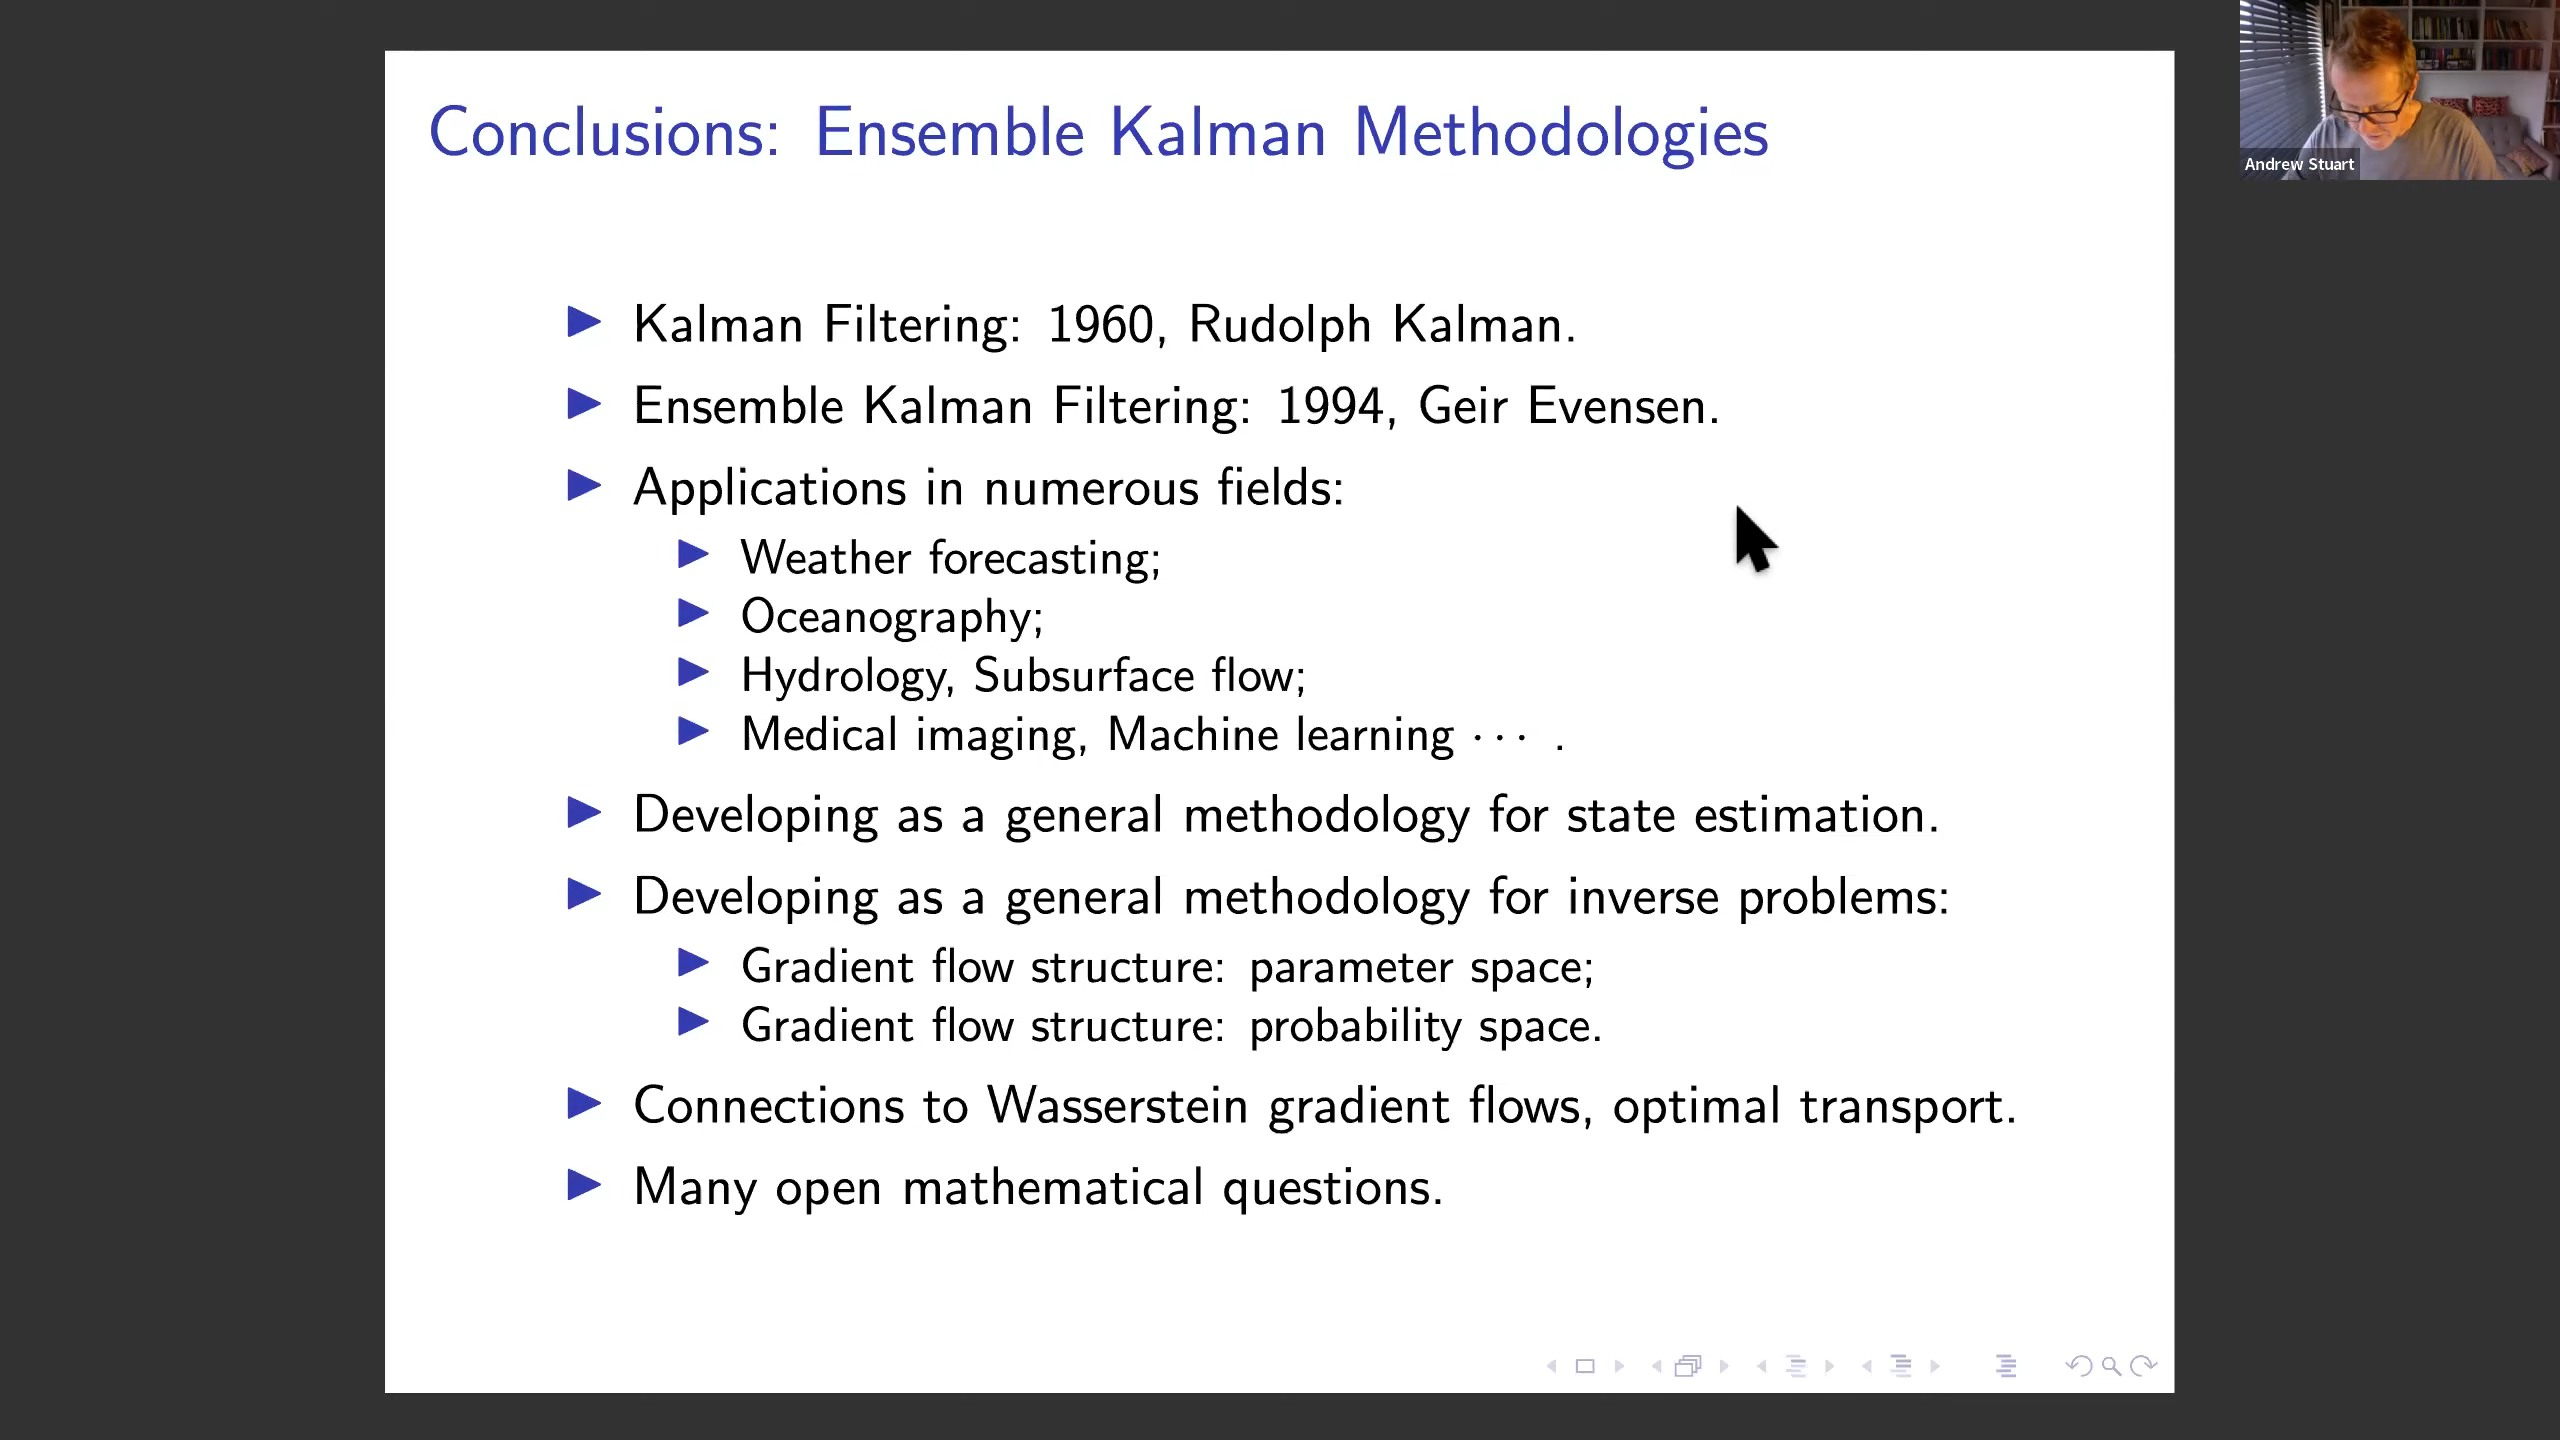 Conclusions: Ensemble Kalman Methodologies
Kalman Filtering: 1960, Rudolph Kalman.
Ensemble Kalman Filtering: 1994, Geir Evensen.
Applications in numerous fields:
Weather forecasting;
Oceanography;
Hydrology, Subsurface flow;
Medical imaging, Machine learning ··· .
Developing as a general methodology for state estimation.
Developing as a general methodology for inverse problems:
Gradient flow structure: parameter space;
Gradient flow structure: probability space.
Connections to Wasserstein gradient flows, optimal transport.
Many open mathematical questions.
Andrew Stuart